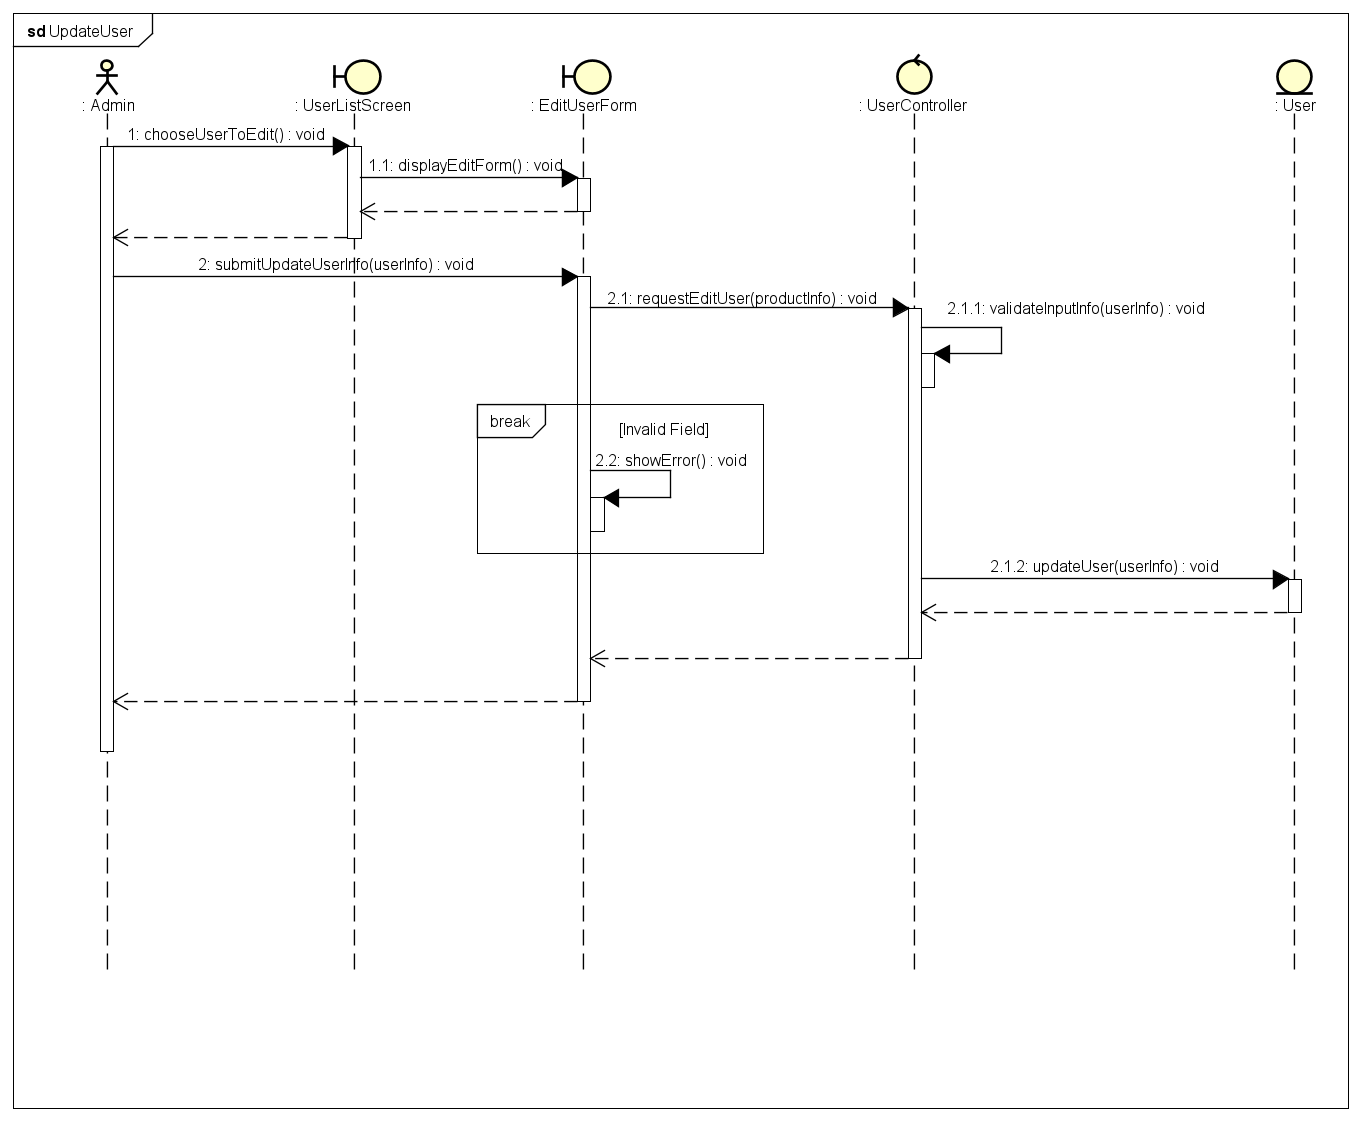 sd UpdateUser
: Admin
: UserListScreen
: EditUserForm
: UserController
: User
1: chooseUserToEdit() : void
1.1: displayEditForm() : void
2: submitUpdateUserInfo(userInfo) : void
2.1: requestEditUser(productInfo) : void
2.1.1: validateInputInfo(userInfo) : void
break
[Invalid Field]
2.2: showError() : void
2.1.2: updateUser(userInfo) : void